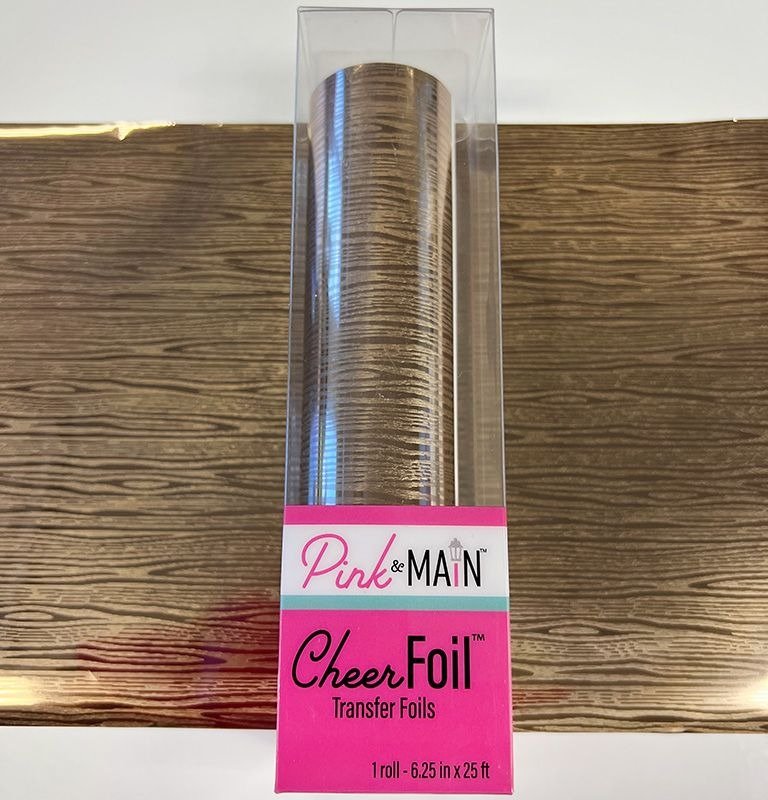 Pink & MAiN™
CheerFoil™
Transfer Foils
1 roll - 6.25 in x 25 ft